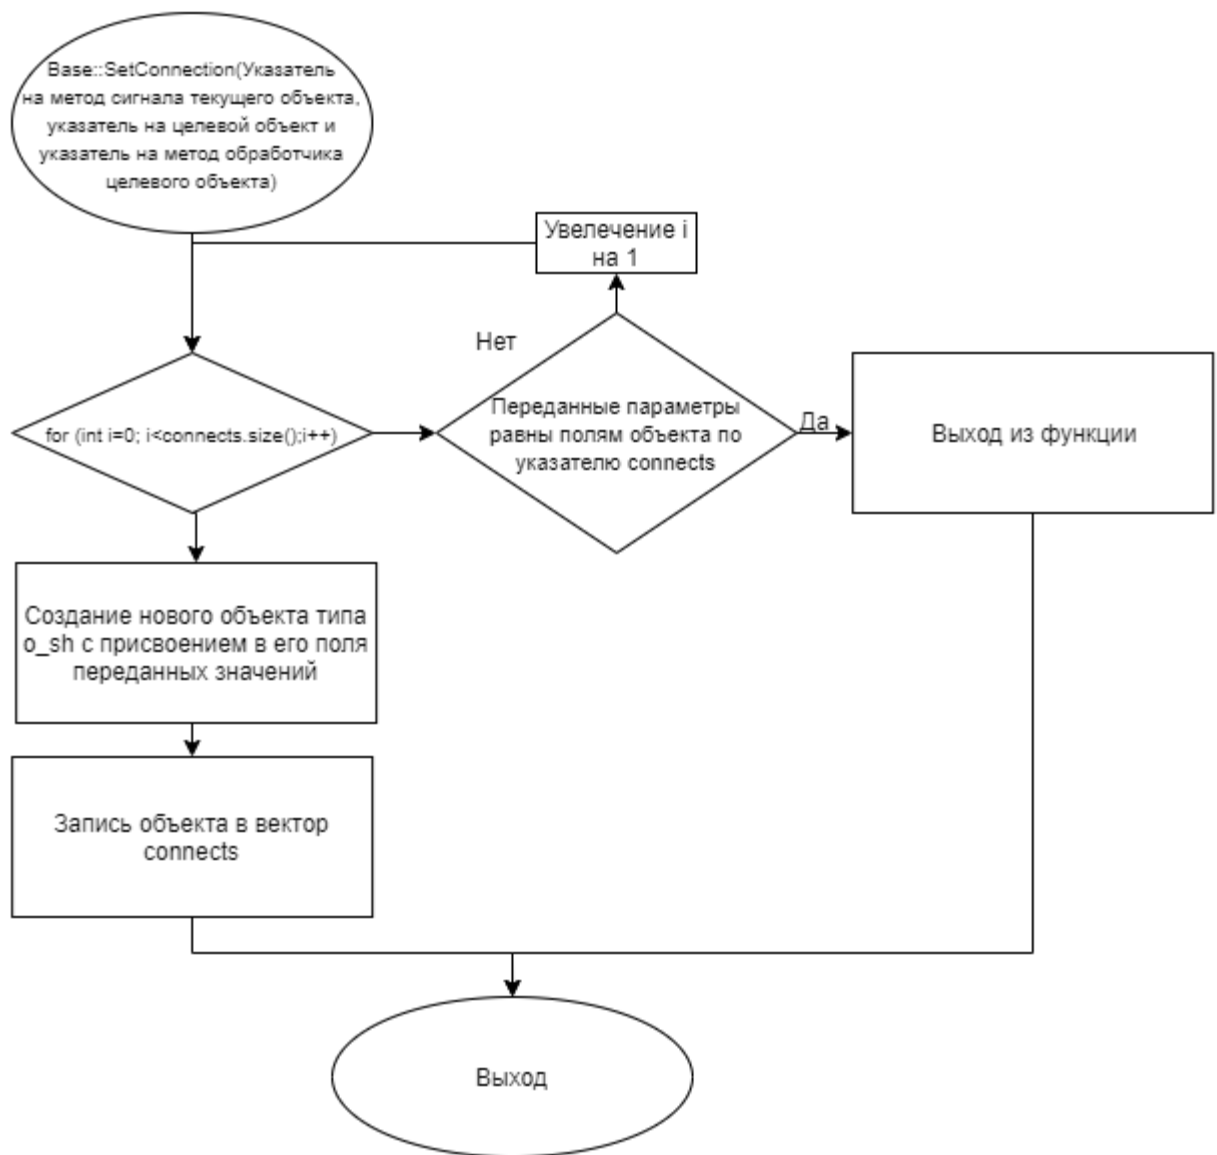 Base::SetConnection(Указатель
на метод сигнала текущего объекта,
указатель на целевой объект и
указатель на метод обработчика
целевого объекта)
Увелечение i
на 1
Нет
for (int i=0; i<connects.size();i++)
Переданные параметры
равны полям объекта по
указателю connects
Да
Выход из функции
Создание нового объекта типа
o_sh с присвоением в его поля
переданных значений
Запись объекта в вектор
connects
Выход